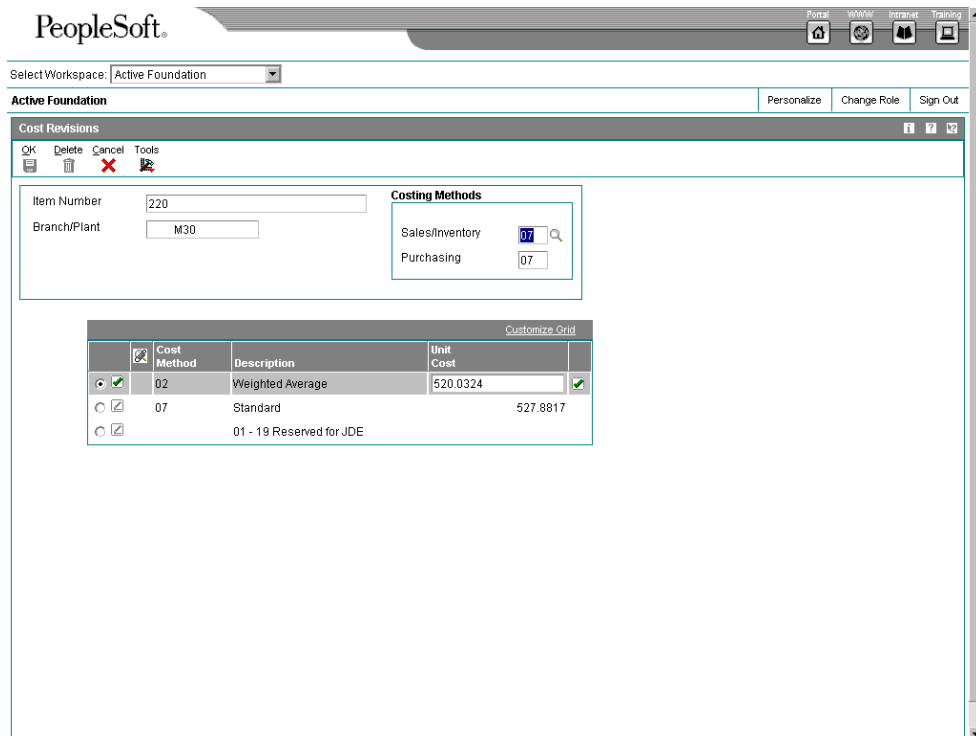 PeopleSoft.
Portal WWW Intranet Training
Select Workspace: Active Foundation
Active Foundation Personalize Change Role Sign Out
Cost Revisions
OK Delete Cancel Tools
Item Number 220
Branch/Plant M30
Costing Methods
Sales/Inventory 07
Purchasing 07
Customize Grid
Cost Method Description Unit Cost
02 Weighted Average 520.0324
07 Standard 527.8817
01 - 19 Reserved for JDE